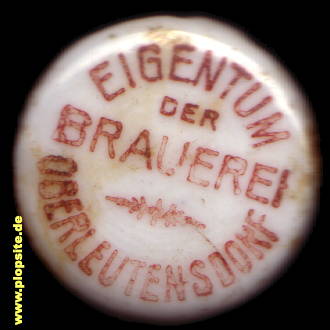 EIGENTUM
DER
BRAUEREI
OBERLEUTENSDORF
www.plopsite.de